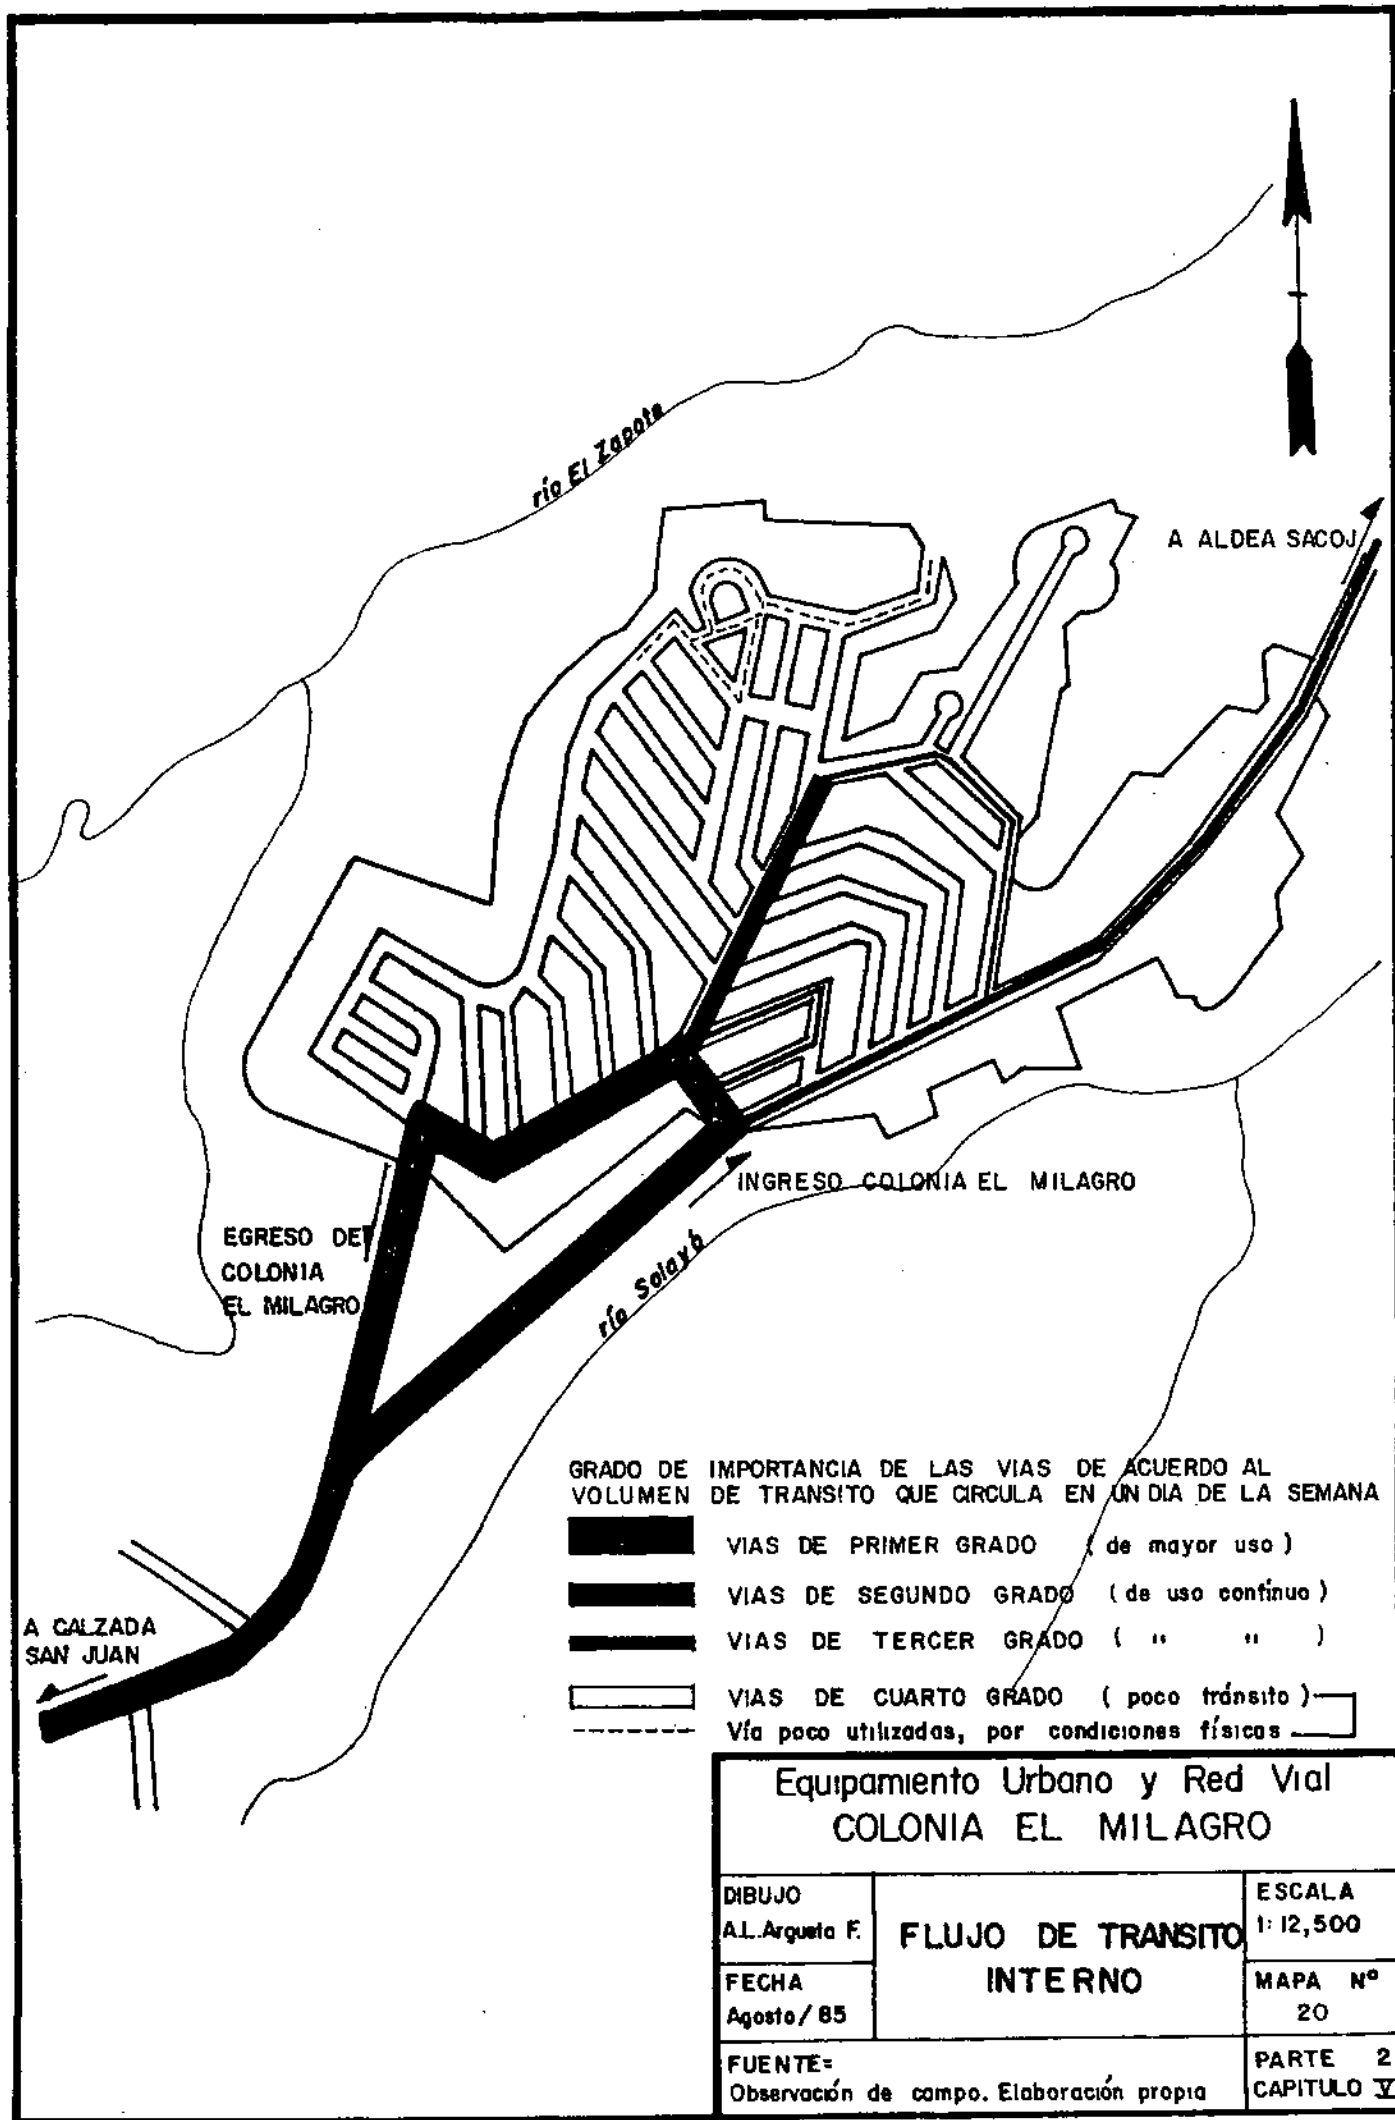 río El Zapote
A ALDEA SACOJ
INGRESO COLONIA EL MILAGRO
EGRESO DE
COLONIA
EL MILAGRO
río Salayá
GRADO DE IMPORTANCIA DE LAS VIAS DE ACUERDO AL
VOLUMEN DE TRANSITO QUE CIRCULA EN UN DIA DE LA SEMANA
VIAS DE PRIMER GRADO (de mayor uso)
VIAS DE SEGUNDO GRADO (de uso contínuo)
VIAS DE TERCER GRADO ( " " )
VIAS DE CUARTO GRADO (poco tránsito)
Vía poco utilizadas, por condiciones físicas
A CALZADA
SAN JUAN
Equipamiento Urbano y Red Vial
COLONIA EL MILAGRO
DIBUJO
A.L.Argueta F.
FLUJO DE TRANSITO
INTERNO
ESCALA
1:12,500
FECHA
Agosto/85
MAPA Nº
20
FUENTE=
Observación de campo. Elaboración propia
PARTE 2
CAPITULO V